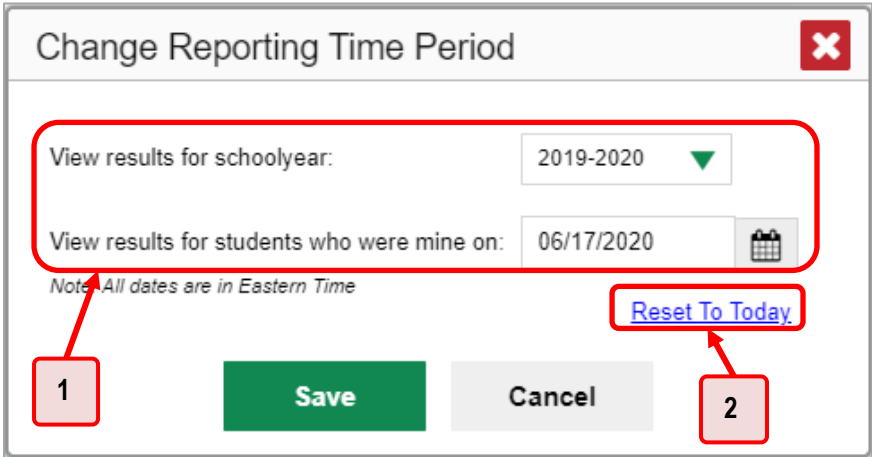 Change Reporting Time Period
View results for schoolyear: 2019-2020
View results for students who were mine on: 06/17/2020
Note: All dates are in Eastern Time
Reset To Today
1
Save Cancel
2